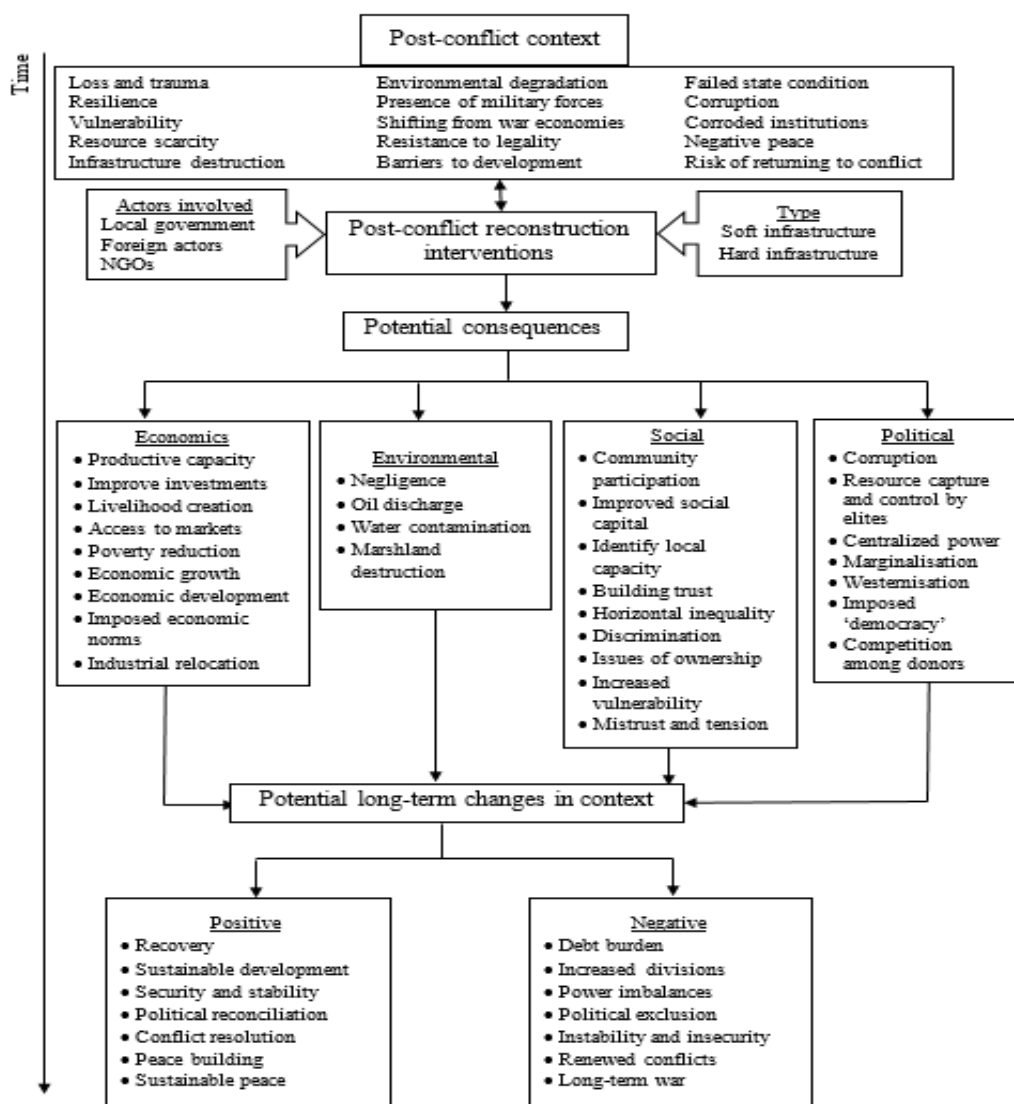 Post-conflict context
Time
Loss and trauma
Resilience
Vulnerability
Resource scarcity
Infrastructure destruction
Environmental degradation
Presence of military forces
Shifting from war economies
Resistance to legality
Barriers to development
Failed state condition
Corruption
Corroded institutions
Negative peace
Risk of returning to conflict
Actors involved
Local government
Foreign actors
NGOs
Post-conflict reconstruction
interventions
Type
Soft infrastructure
Hard infrastructure
Potential consequences
Economics
• Productive capacity
• Improve investments
• Livelihood creation
• Access to markets
• Poverty reduction
• Economic growth
• Economic development
• Imposed economic
norms
• Industrial relocation
Environmental
• Negligence
• Oil discharge
• Water contamination
• Marshland
destruction
Social
• Community
participation
• Improved social
capital
• Identify local
capacity
• Building trust
• Horizontal inequality
• Discrimination
• Issues of ownership
• Increased
vulnerability
• Mistrust and tension
Political
• Corruption
• Resource capture
and control by
elites
• Centralized power
• Marginalisation
• Westernisation
• Imposed
‘democracy’
• Competition
among donors
Potential long-term changes in context
Positive
• Recovery
• Sustainable development
• Security and stability
• Political reconciliation
• Conflict resolution
• Peace building
• Sustainable peace
Negative
• Debt burden
• Increased divisions
• Power imbalances
• Political exclusion
• Instability and insecurity
• Renewed conflicts
• Long-term war